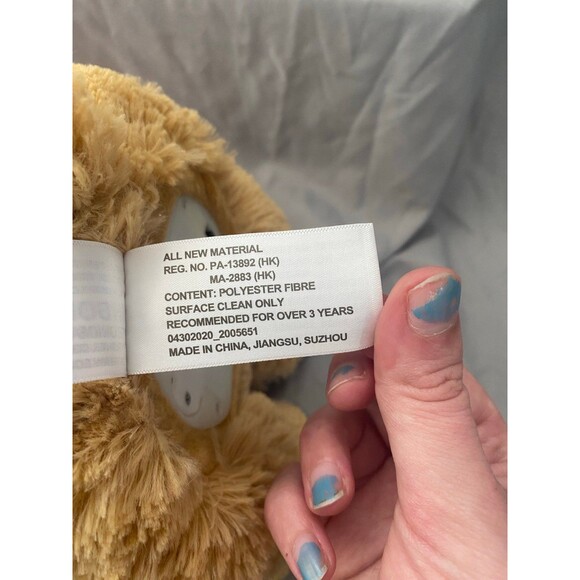 ALL NEW MATERIAL
REG. NO. PA-13892 (HK)
MA-2883 (HK)
CONTENT: POLYESTER FIBRE
SURFACE CLEAN ONLY
RECOMMENDED FOR OVER 3 YEARS
04302020_2005651
MADE IN CHINA, JIANGSU, SUZHOU